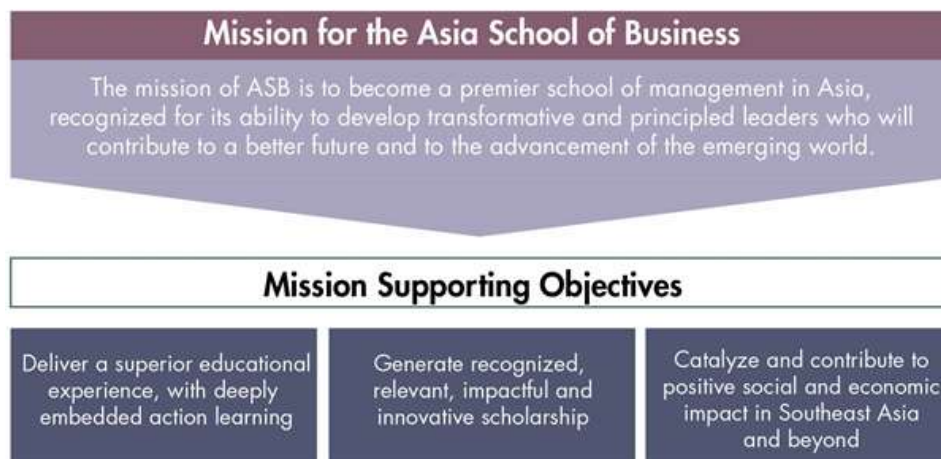 Mission for the Asia School of Business
The mission of ASB is to become a premier school of management in Asia,
recognized for its ability to develop transformative and principled leaders who will
contribute to a better future and to the advancement of the emerging world.
Mission Supporting Objectives
Deliver a superior educational
experience, with deeply
embedded action learning
Generate recognized,
relevant, impactful and
innovative scholarship
Catalyze and contribute to
positive social and economic
impact in Southeast Asia
and beyond